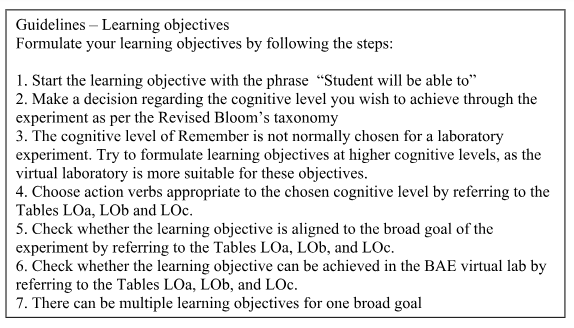 Guidelines – Learning objectives
Formulate your learning objectives by following the steps:
1. Start the learning objective with the phrase  “Student will be able to”
2. Make a decision regarding the cognitive level you wish to achieve through the
experiment as per the Revised Bloom’s taxonomy
3. The cognitive level of Remember is not normally chosen for a laboratory
experiment. Try to formulate learning objectives at higher cognitive levels, as the
virtual laboratory is more suitable for these objectives.
4. Choose action verbs appropriate to the chosen cognitive level by referring to the
Tables LOa, LOb and LOc.
5. Check whether the learning objective is aligned to the broad goal of the
experiment by referring to the Tables LOa, LOb, and LOc.
6. Check whether the learning objective can be achieved in the BAE virtual lab by
referring to the Tables LOa, LOb, and LOc.
7. There can be multiple learning objectives for one broad goal